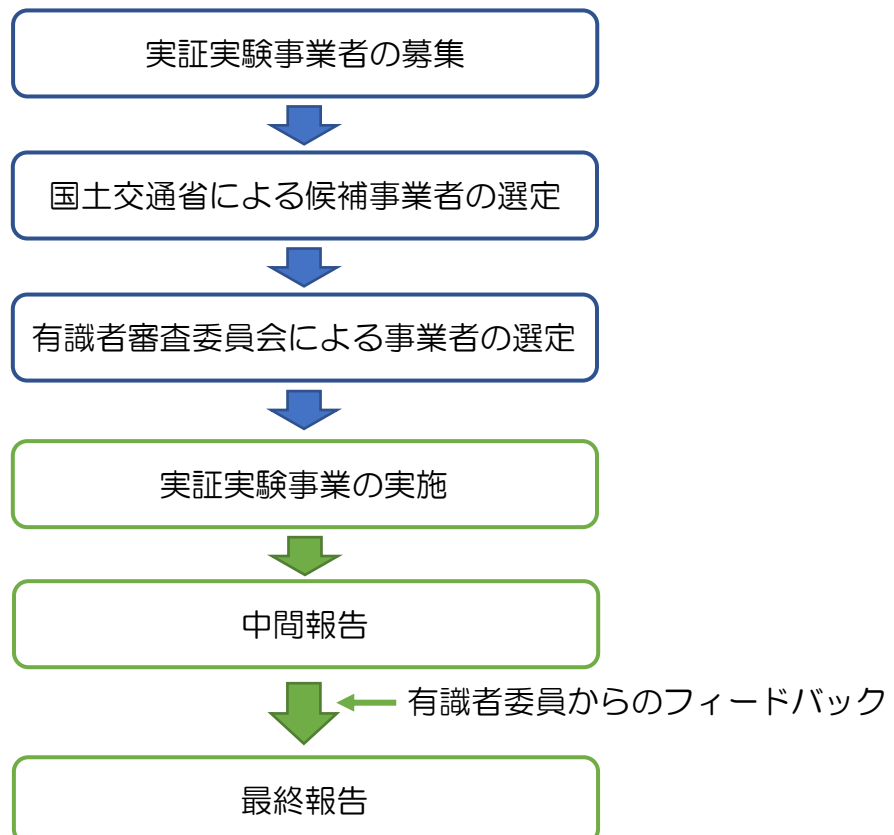 実証実験事業者の募集
国土交通省による候補事業者の選定
有識者審査委員会による事業者の選定
実証実験事業の実施
中間報告
有識者委員からのフィードバック
最終報告